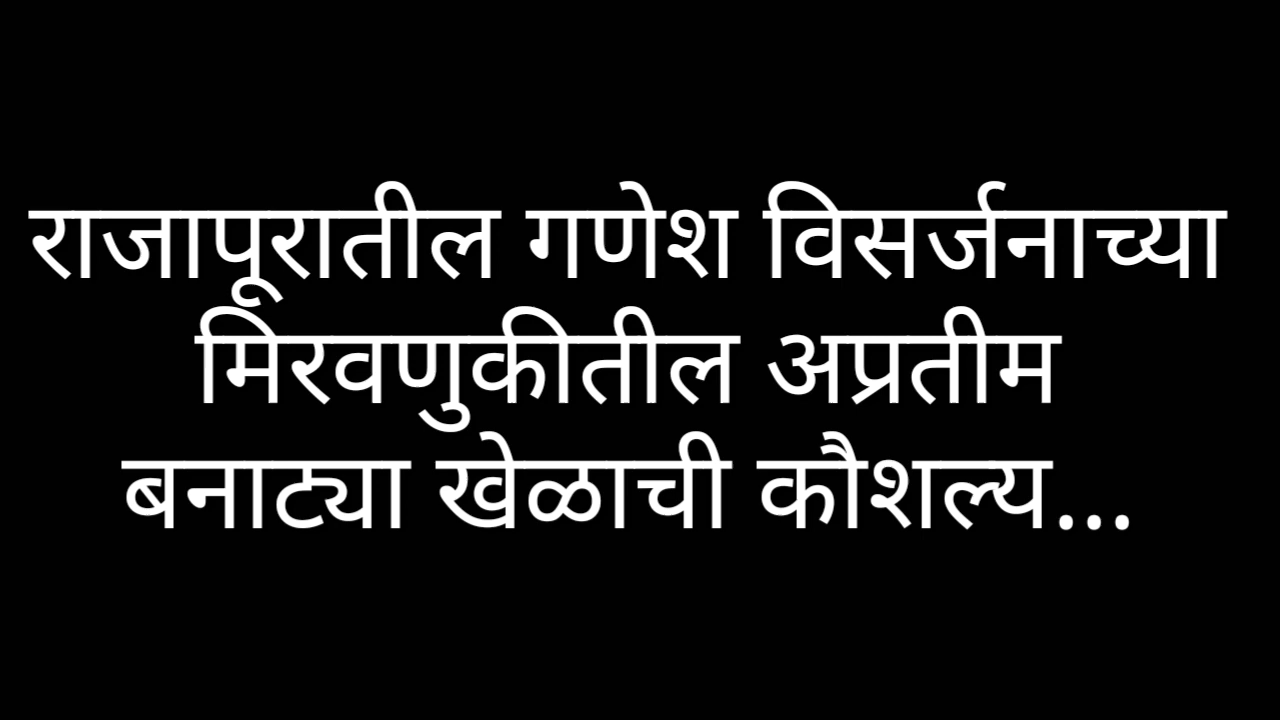 राजापूरातील गणेश विसर्जनाच्या
मिरवणुकीतील अप्रतीम
बनाट्या खेळाची कौशल्य...